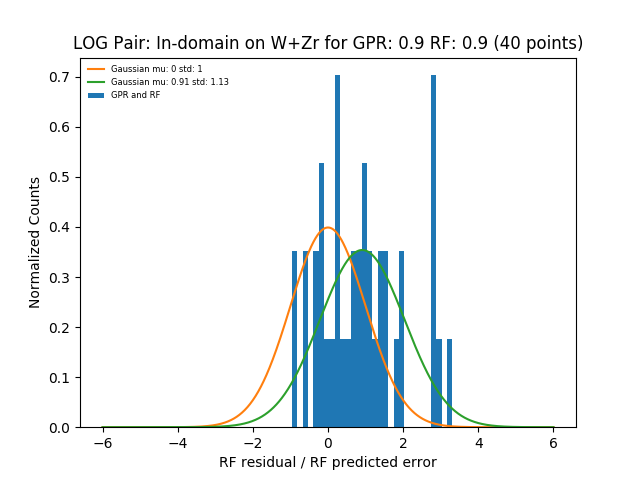 LOG Pair: In-domain on W+Zr for GPR: 0.9 RF: 0.9 (40 points)
Gaussian mu: 0 std: 1
Gaussian mu: 0.91 std: 1.13
GPR and RF
Normalized Counts
0.7
0.6
0.5
0.4
0.3
0.2
0.1
0.0
−6 −4 −2 0 2 4 6
RF residual / RF predicted error